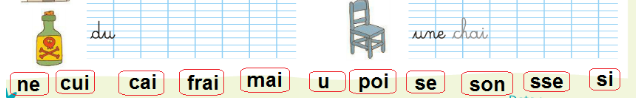 du
une chai
ne cui cai frai mai u poi se son sse si